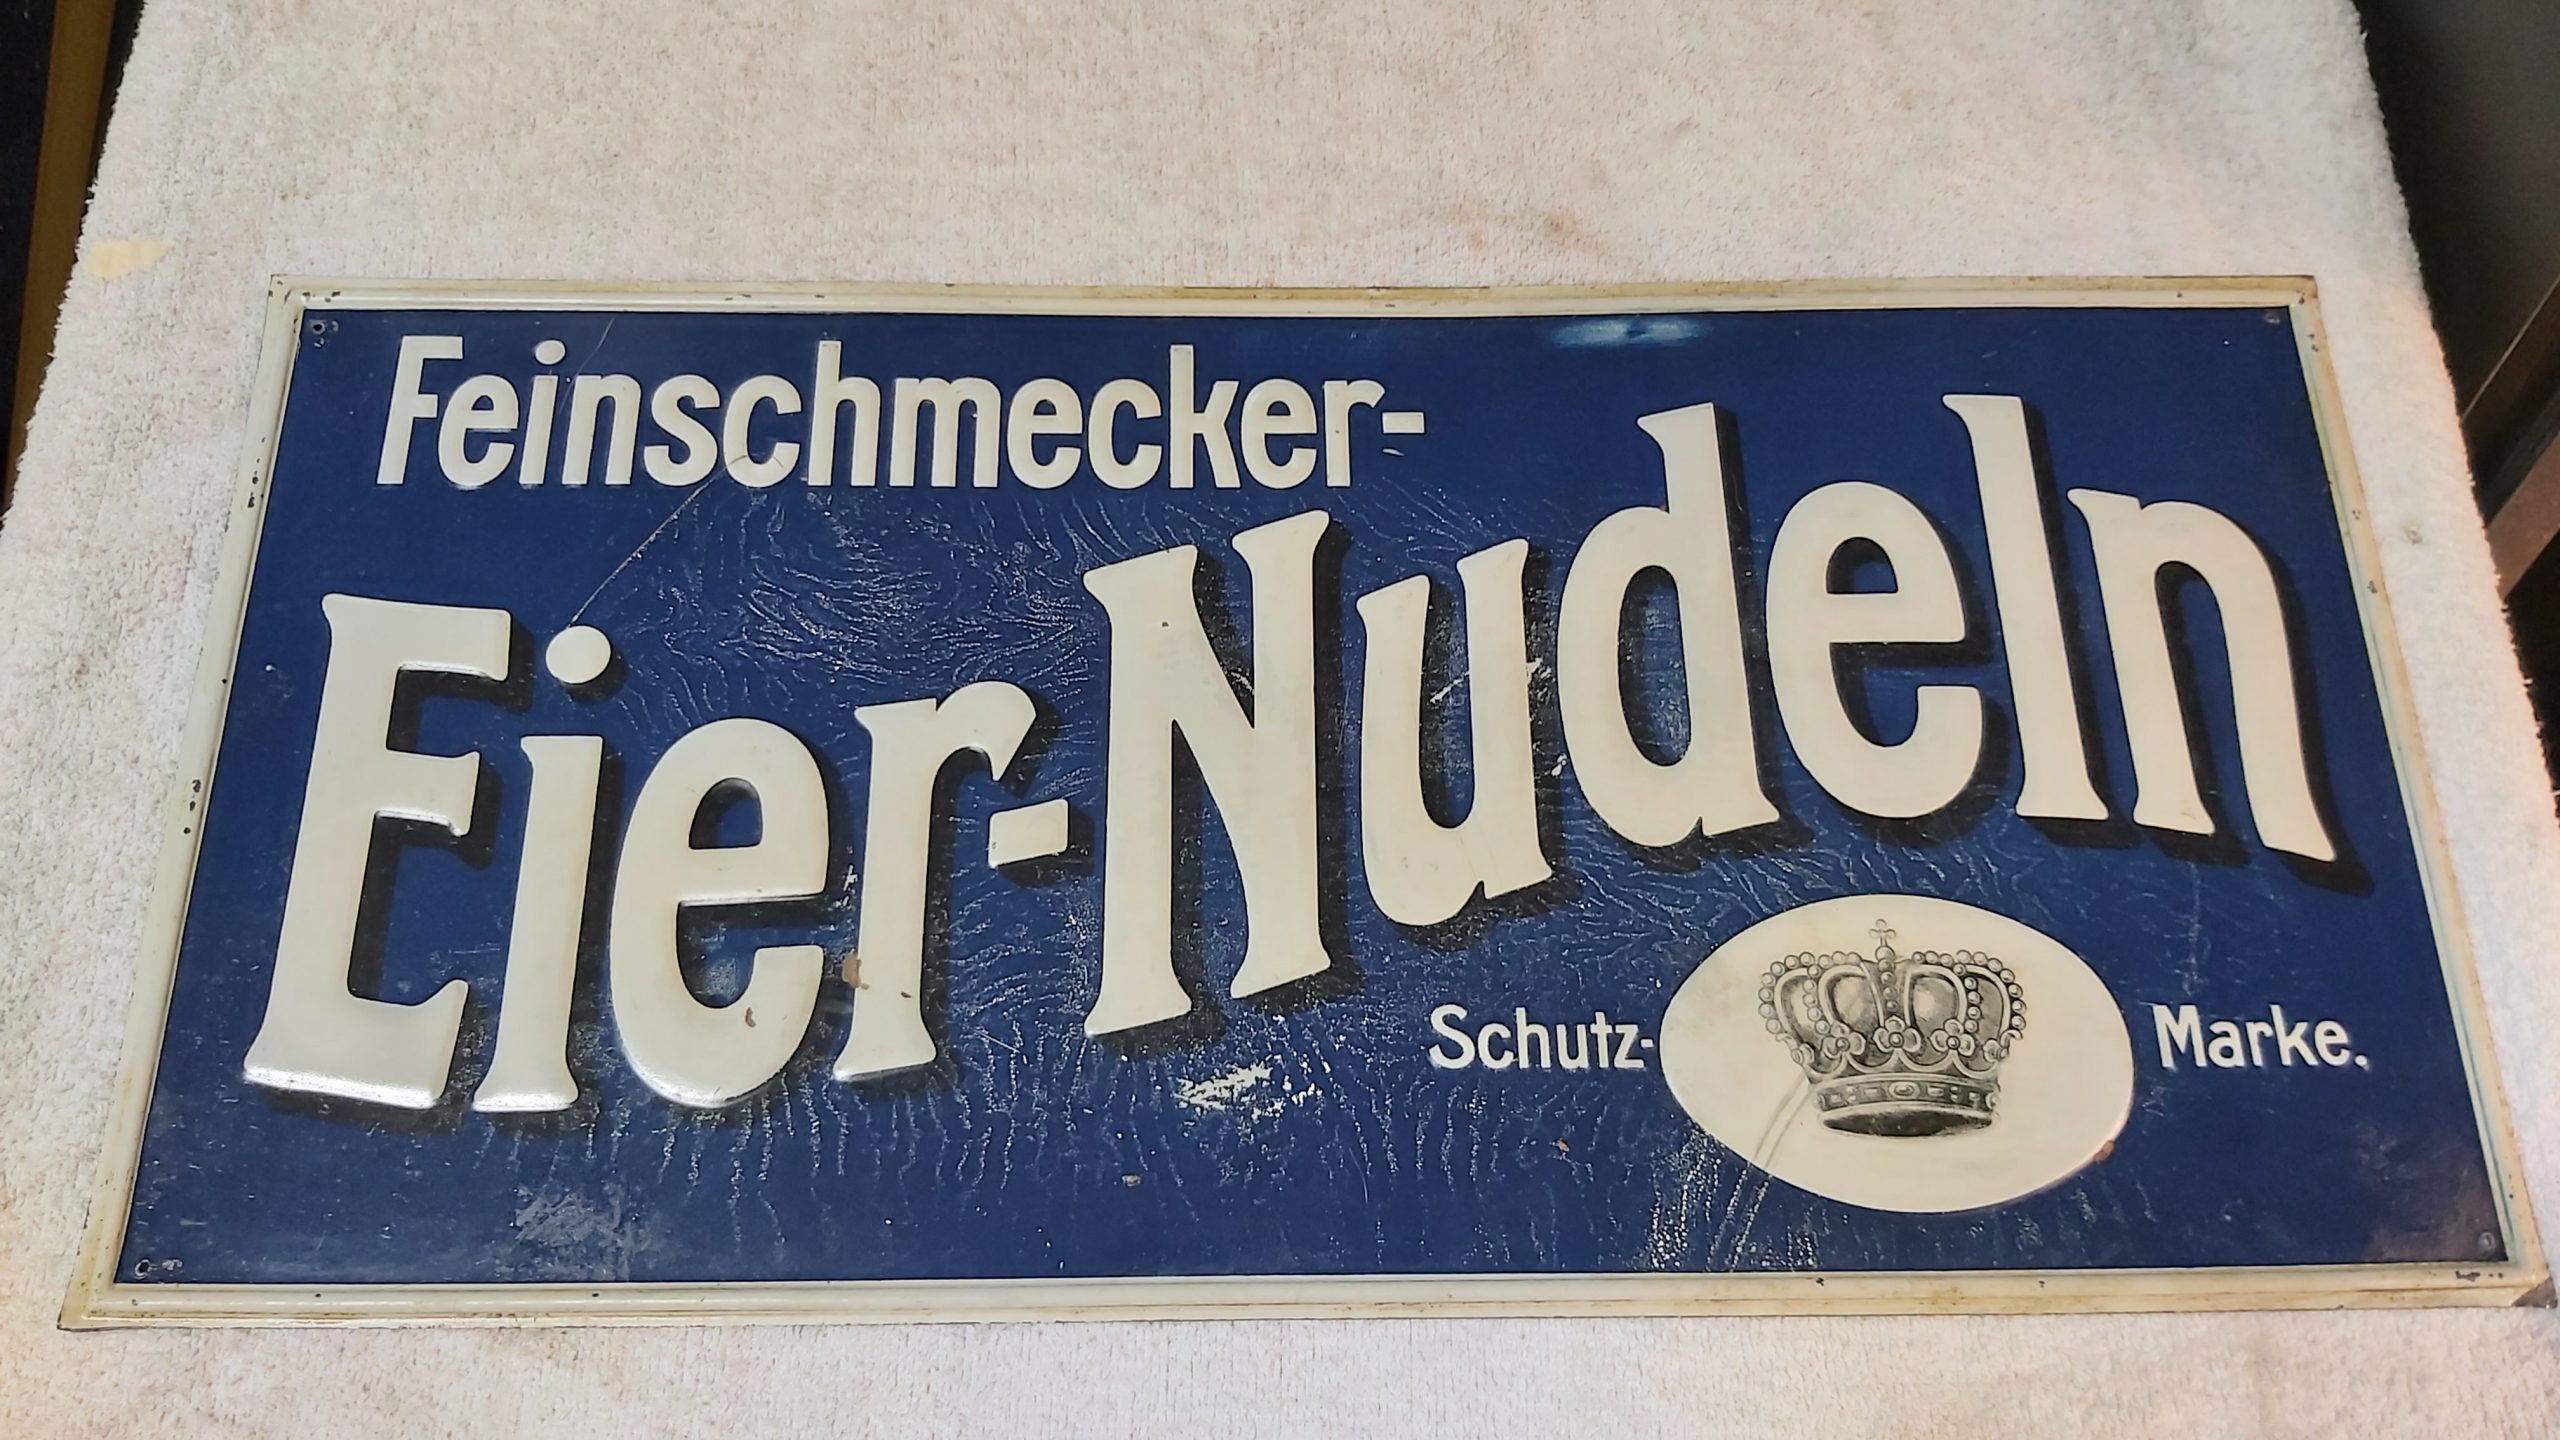 Feinschmecker-
Eier-Nudeln
Schutz- Marke.